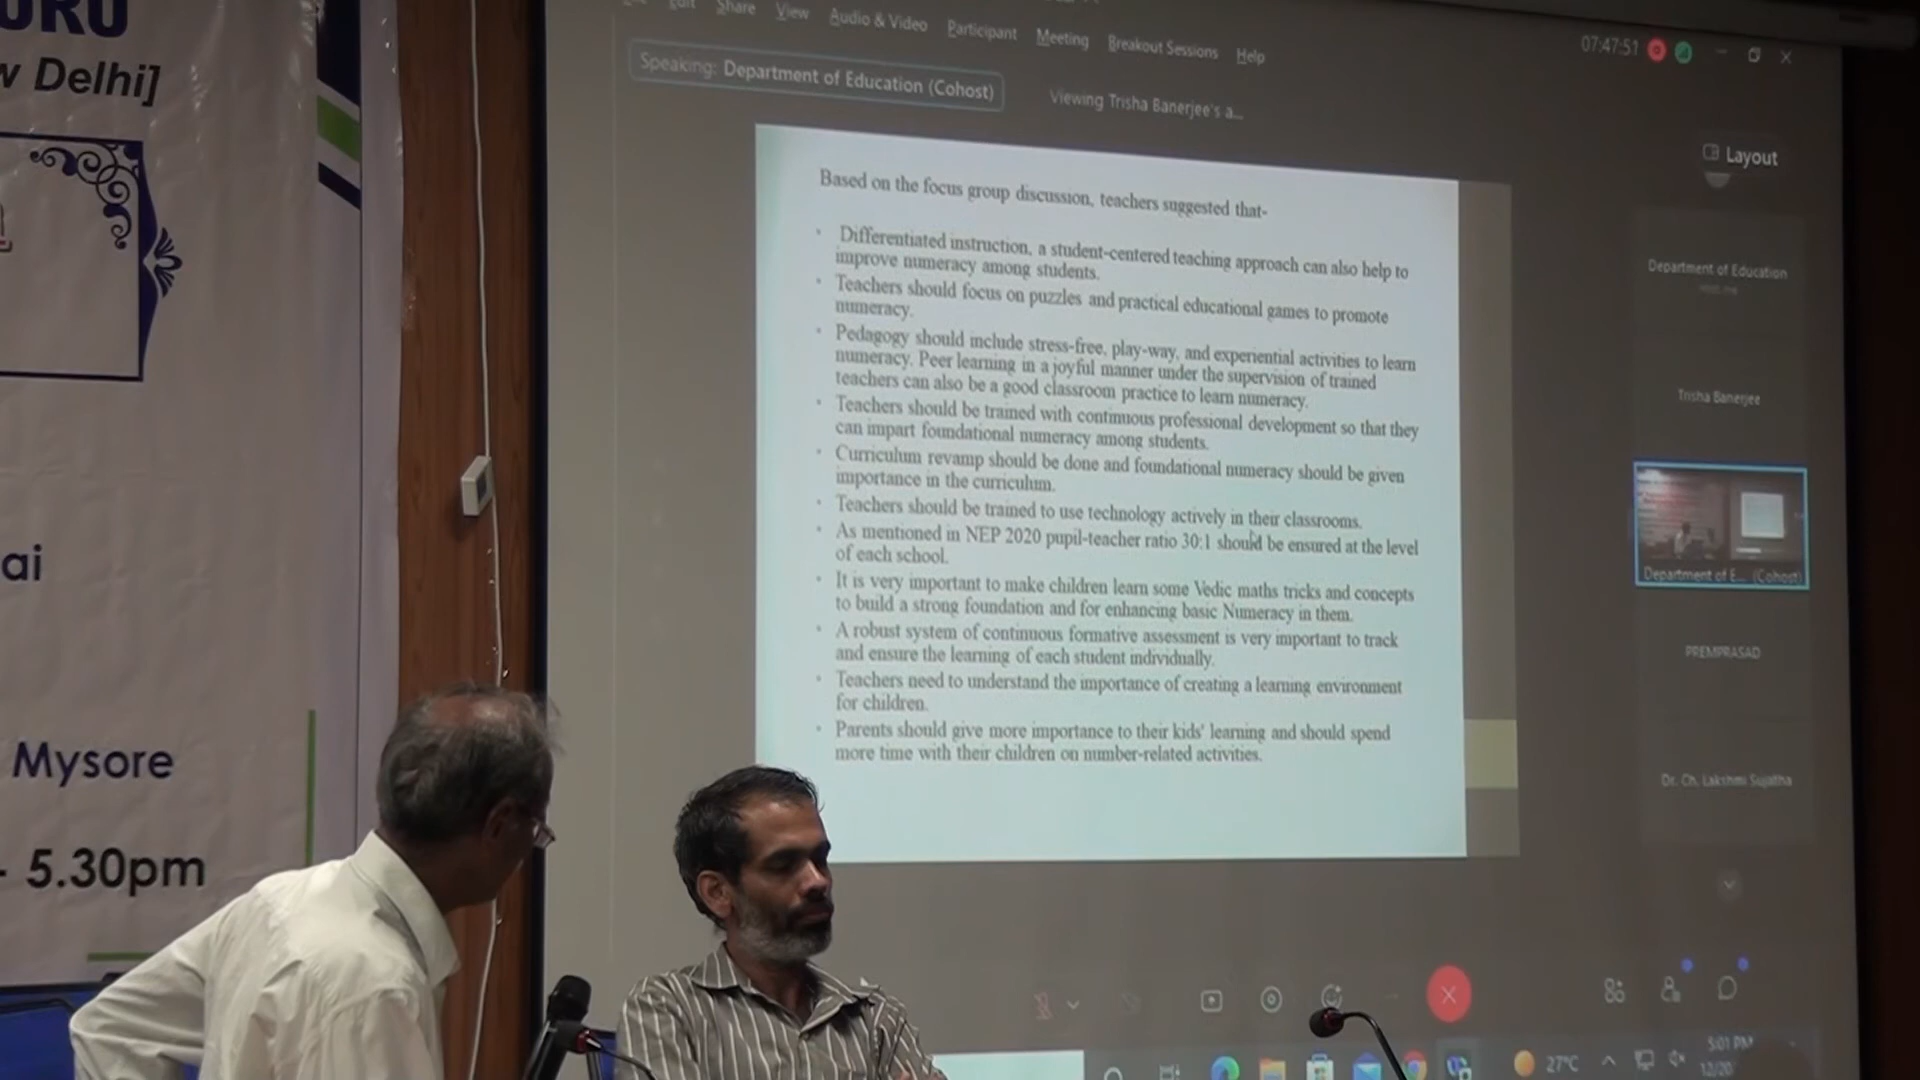 w Delhi]
ai
Mysore
- 5.30pm
Edit Share View Audio & Video Participant Meeting Breakout Sessions Help
07:47:51
Speaking: Department of Education (Cohost)
Viewing Trisha Banerjee's a...
Layout
Based on the focus group discussion, teachers suggested that-
• Differentiated instruction, a student-centered teaching approach can also help to
improve numeracy among students.
• Teachers should focus on puzzles and practical educational games to promote
numeracy.
• Pedagogy should include stress-free, play-way, and experiential activities to learn
numeracy. Peer learning in a joyful manner under the supervision of trained
teachers can also be a good classroom practice to learn numeracy.
• Teachers should be trained with continuous professional development so that they
can impart foundational numeracy among students.
• Curriculum revamp should be done and foundational numeracy should be given
importance in the curriculum.
• Teachers should be trained to use technology actively in their classrooms.
• As mentioned in NEP 2020 pupil-teacher ratio 30:1 should be ensured at the level
of each school.
• It is very important to make children learn some Vedic maths tricks and concepts
to build a strong foundation and for enhancing basic Numeracy in them.
• A robust system of continuous formative assessment is very important to track
and ensure the learning of each student individually.
• Teachers need to understand the importance of creating a learning environment
for children.
• Parents should give more importance to their kids' learning and should spend
more time with their children on number-related activities.
Department of Education
Trisha Banerjee
Department of E... (Cohost)
PREMPRASAD
Dr. Ch. Lakshmi Sujatha
27°C
5:01 PM